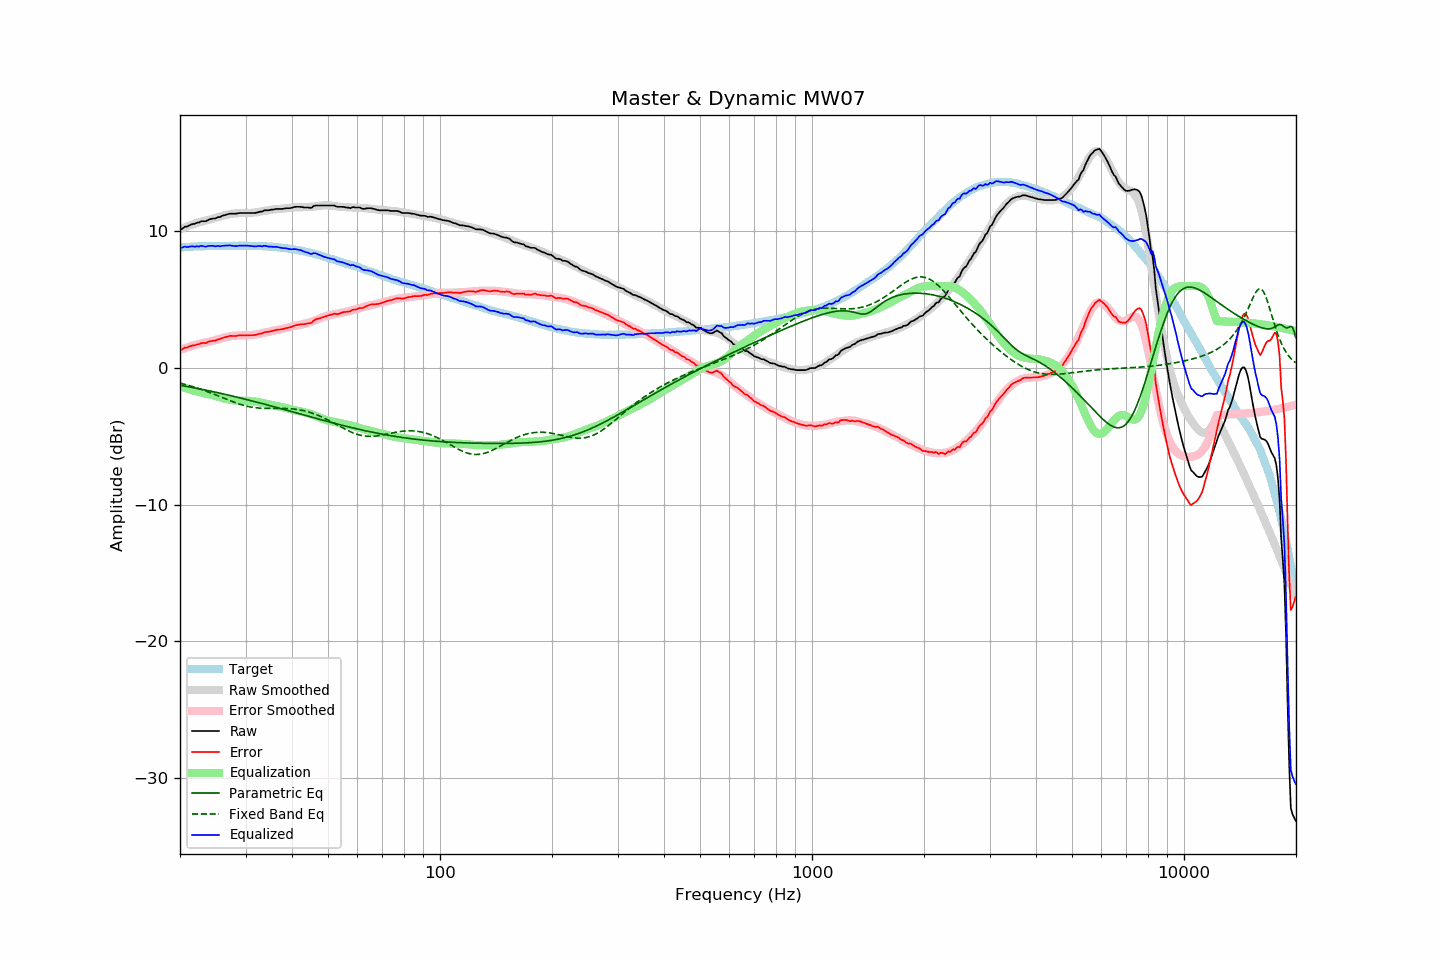 Master & Dynamic MW07
Amplitude (dBr)
10
0
−10
−20
−30
Target
Raw Smoothed
Error Smoothed
Raw
Error
Equalization
Parametric Eq
Fixed Band Eq
Equalized
100
1000
10000
Frequency (Hz)